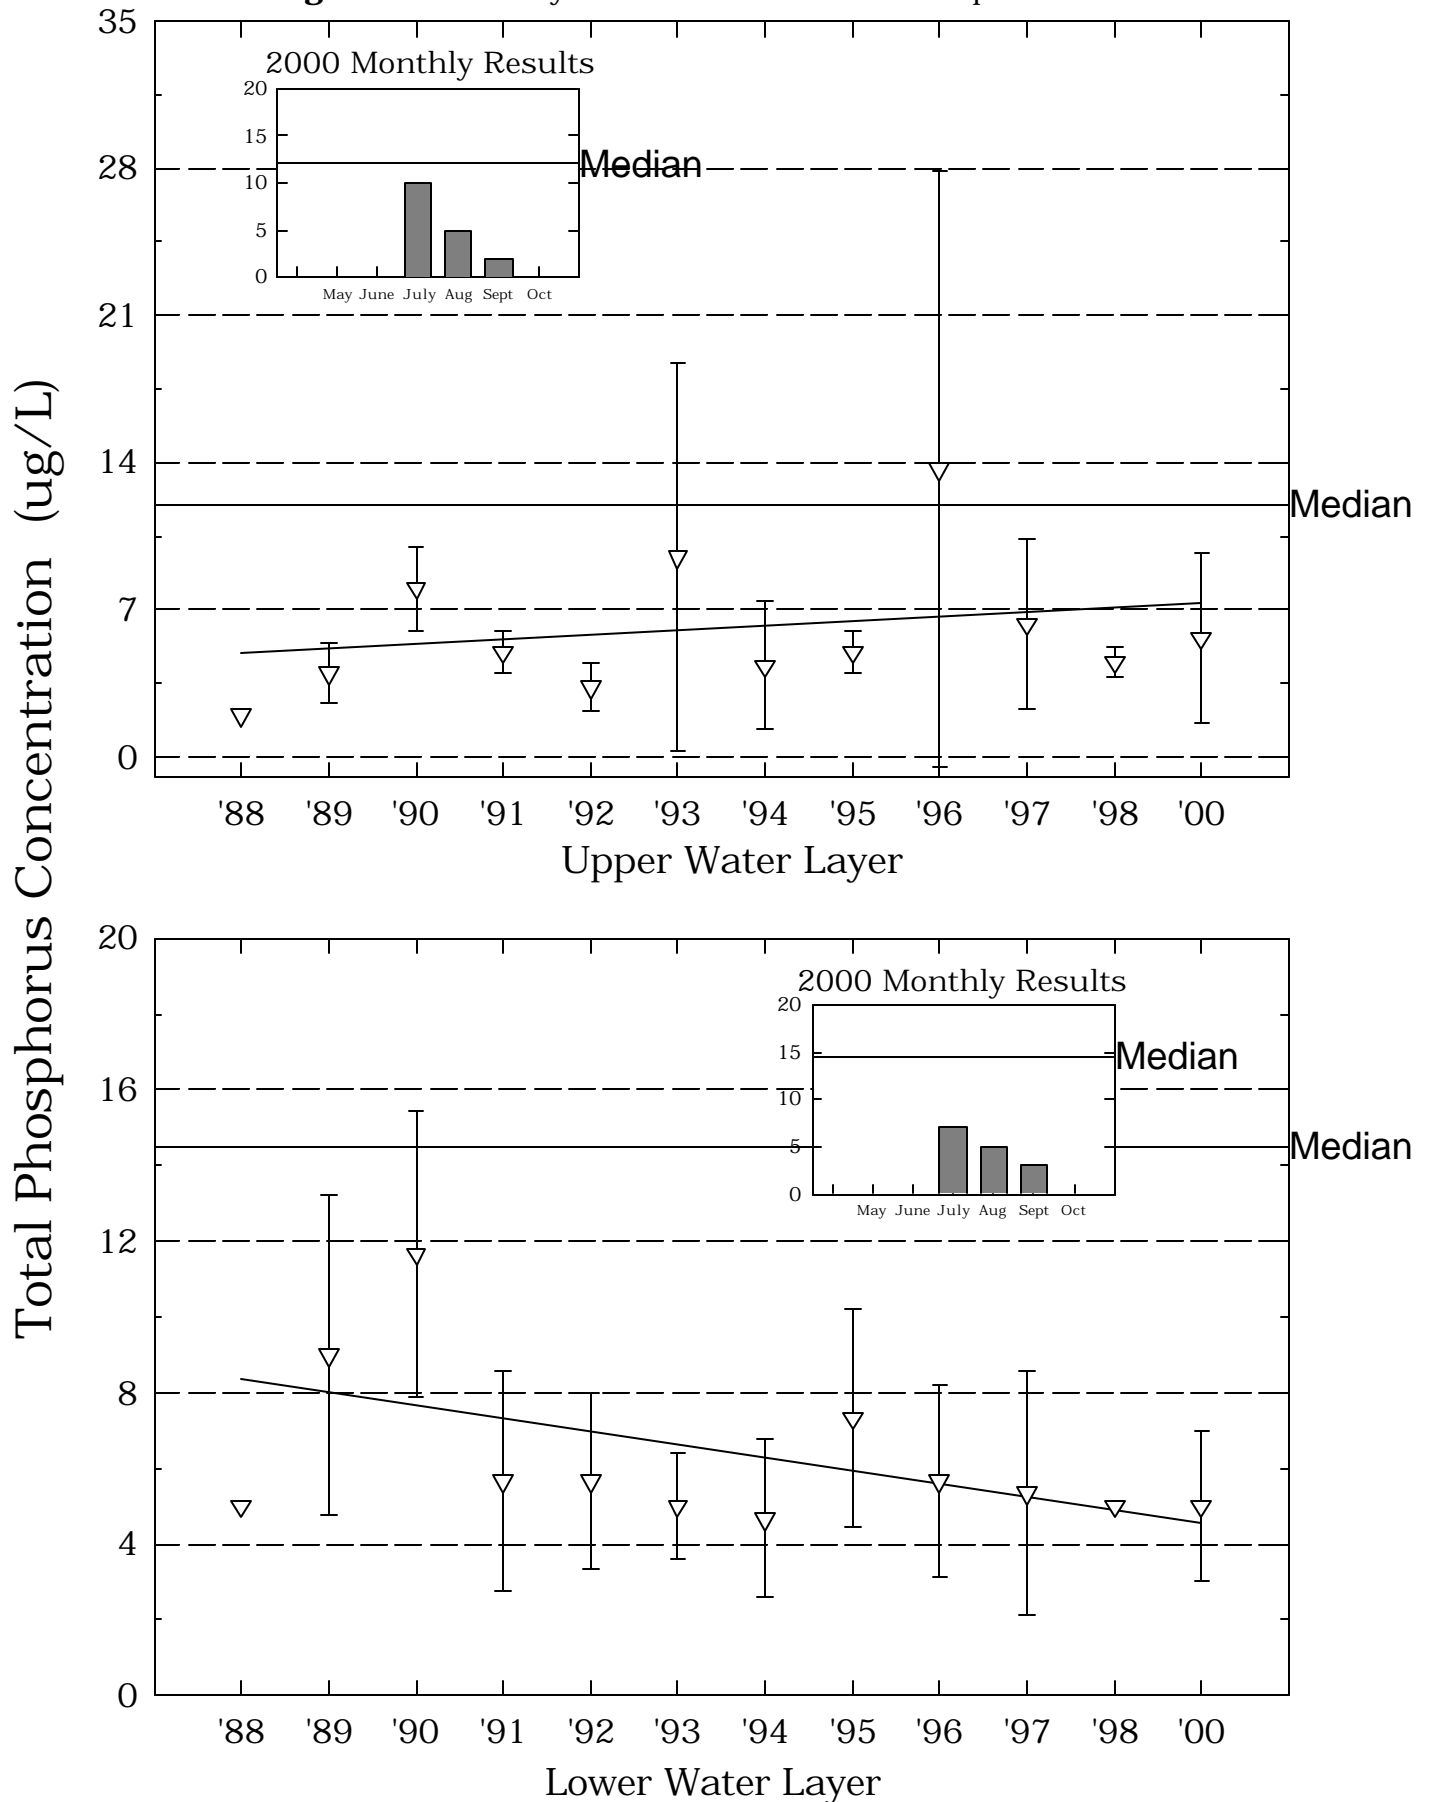 35
2000 Monthly Results
20
15
Median
28
10
5
0
May June July Aug Sept Oct
21
14
Median
7
0
'88 '89 '90 '91 '92 '93 '94 '95 '96 '97 '98 '00
Upper Water Layer
Total Phosphorus Concentration (ug/L)
20
2000 Monthly Results
20
15
Median
16
10
5
Median
0
May June July Aug Sept Oct
12
8
4
0
'88 '89 '90 '91 '92 '93 '94 '95 '96 '97 '98 '00
Lower Water Layer